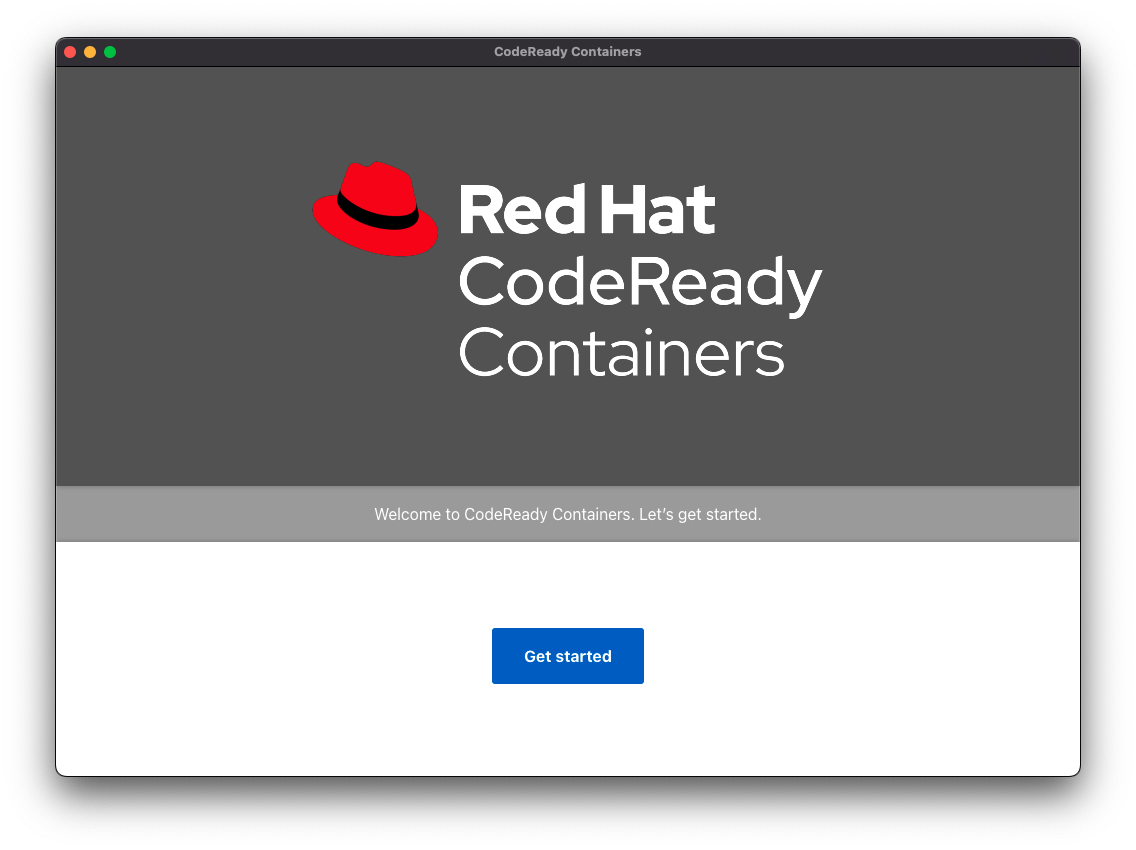 CodeReady Containers
Red Hat
CodeReady
Containers
Welcome to CodeReady Containers. Let’s get started.
Get started